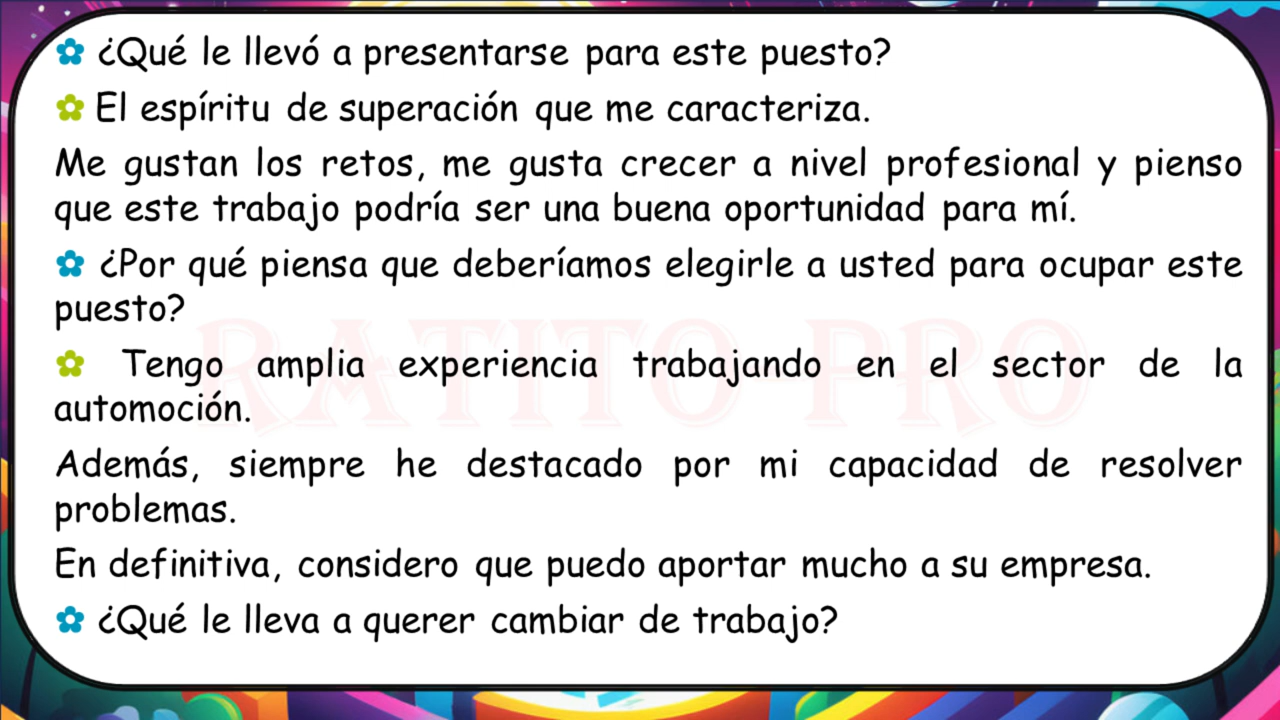 ¿Qué le llevó a presentarse para este puesto?
El espíritu de superación que me caracteriza.
Me gustan los retos, me gusta crecer a nivel profesional y pienso
que este trabajo podría ser una buena oportunidad para mí.
¿Por qué piensa que deberíamos elegirle a usted para ocupar este
puesto?
RATITO PRO
Tengo amplia experiencia trabajando en el sector de la
automoción.
Además, siempre he destacado por mi capacidad de resolver
problemas.
En definitiva, considero que puedo aportar mucho a su empresa.
¿Qué le lleva a querer cambiar de trabajo?